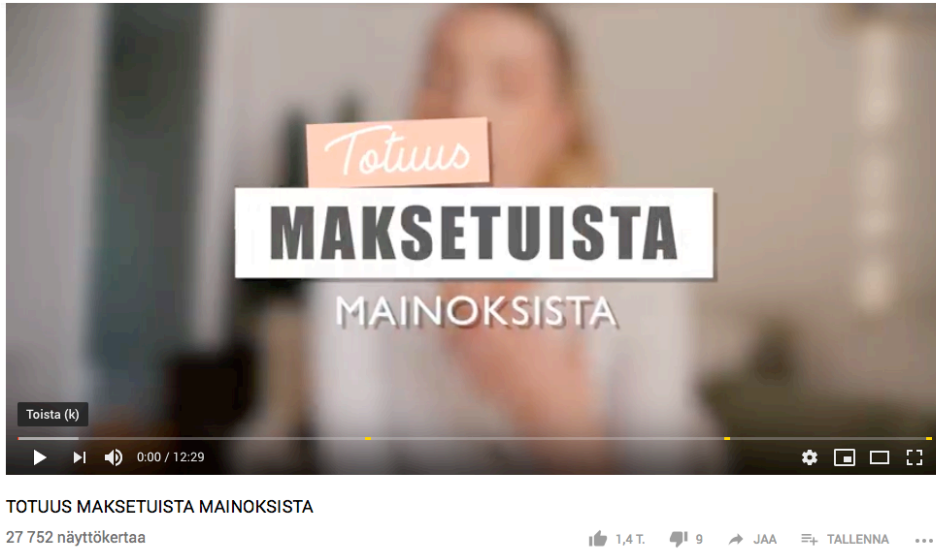 Totuus
MAKSETUISTA
MAINOKSISTA
Toista (k)
0:00 / 12:29
TOTUUS MAKSETUISTA MAINOKSISTA
27 752 näyttökertaa
1,4 T. 9 JAA TALLENNA